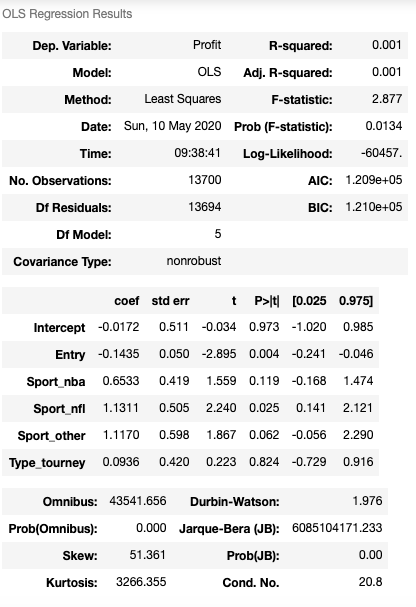 OLS Regression Results
Dep. Variable: Profit R-squared: 0.001
Model: OLS Adj. R-squared: 0.001
Method: Least Squares F-statistic: 2.877
Date: Sun, 10 May 2020 Prob (F-statistic): 0.0134
Time: 09:38:41 Log-Likelihood: -60457.
No. Observations: 13700 AIC: 1.209e+05
Df Residuals: 13694 BIC: 1.210e+05
Df Model: 5
Covariance Type: nonrobust
coef std err t P>|t| [0.025 0.975]
Intercept -0.0172 0.511 -0.034 0.973 -1.020 0.985
Entry -0.1435 0.050 -2.895 0.004 -0.241 -0.046
Sport_nba 0.6533 0.419 1.559 0.119 -0.168 1.474
Sport_nfl 1.1311 0.505 2.240 0.025 0.141 2.121
Sport_other 1.1170 0.598 1.867 0.062 -0.056 2.290
Type_tourney 0.0936 0.420 0.223 0.824 -0.729 0.916
Omnibus: 43541.656 Durbin-Watson: 1.976
Prob(Omnibus): 0.000 Jarque-Bera (JB): 6085104171.233
Skew: 51.361 Prob(JB): 0.00
Kurtosis: 3266.355 Cond. No. 20.8